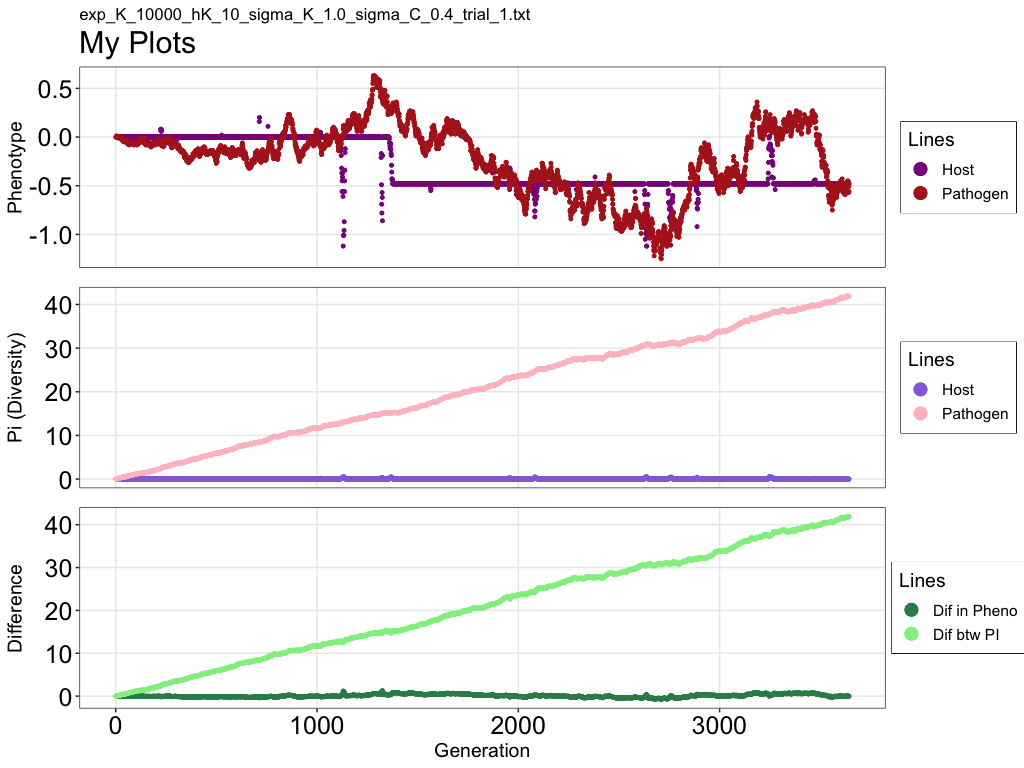 exp_K_10000_hK_10_sigma_K_1.0_sigma_C_0.4_trial_1.txt
My Plots
Phenotype
0.5
0.0
-0.5
-1.0
Lines
Host
Pathogen
Pi (Diversity)
40
30
20
10
0
Lines
Host
Pathogen
Difference
40
30
20
10
0
Lines
Dif in Pheno
Dif btw PI
0 1000 2000 3000
Generation